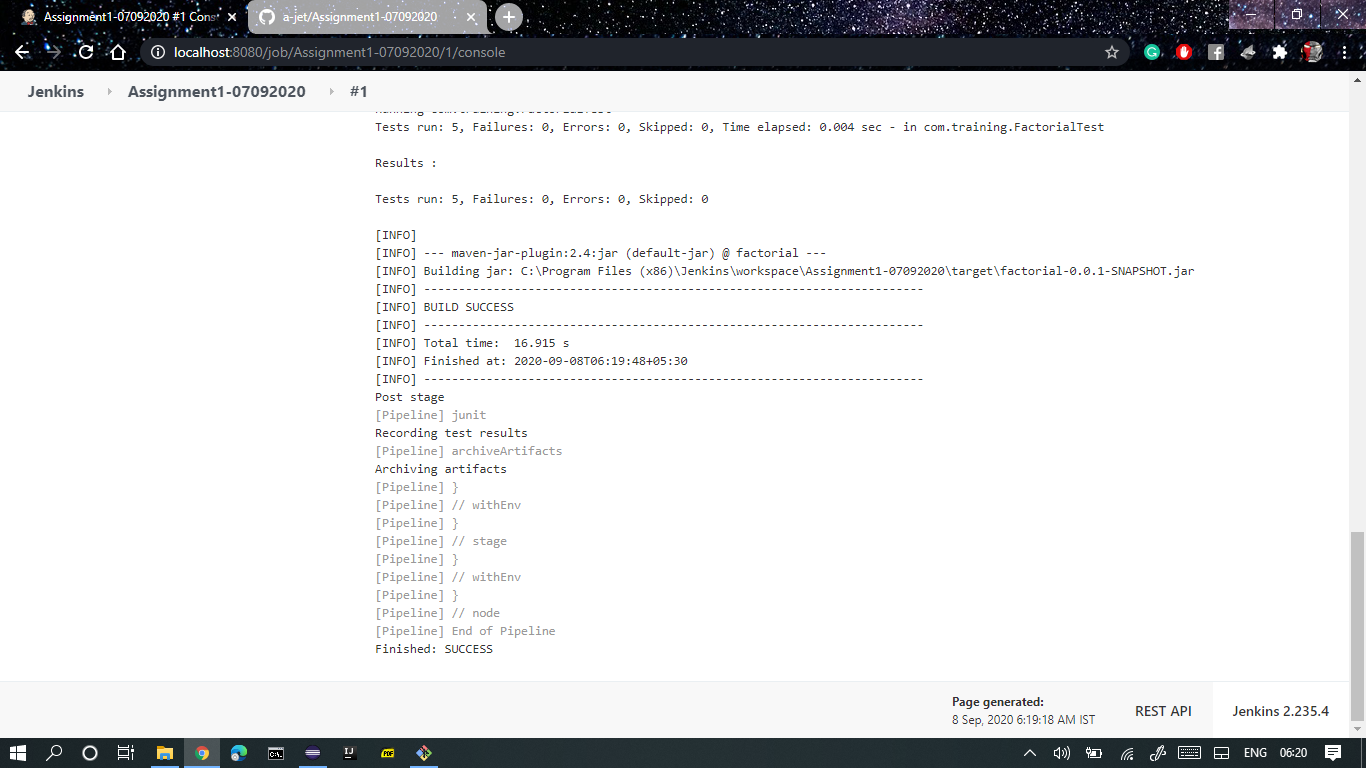 Assignment1-07092020 #1 Cons
a-jet/Assignment1-07092020
localhost:8080/job/Assignment1-07092020/1/console
Jenkins Assignment1-07092020 #1
Running com.training.FactorialTest
Tests run: 5, Failures: 0, Errors: 0, Skipped: 0, Time elapsed: 0.004 sec - in com.training.FactorialTest
Results :
Tests run: 5, Failures: 0, Errors: 0, Skipped: 0
[INFO]
[INFO] --- maven-jar-plugin:2.4:jar (default-jar) @ factorial ---
[INFO] Building jar: C:\Program Files (x86)\Jenkins\workspace\Assignment1-07092020\target\factorial-0.0.1-SNAPSHOT.jar
[INFO] ------------------------------------------------------------------------
[INFO] BUILD SUCCESS
[INFO] ------------------------------------------------------------------------
[INFO] Total time:  16.915 s
[INFO] Finished at: 2020-09-08T06:19:48+05:30
[INFO] ------------------------------------------------------------------------
Post stage
[Pipeline] junit
Recording test results
[Pipeline] archiveArtifacts
Archiving artifacts
[Pipeline] }
[Pipeline] // withEnv
[Pipeline] }
[Pipeline] // stage
[Pipeline] }
[Pipeline] // withEnv
[Pipeline] }
[Pipeline] // node
[Pipeline] End of Pipeline
Finished: SUCCESS
Page generated:
8 Sep, 2020 6:19:18 AM IST
REST API
Jenkins 2.235.4
ENG 06:20